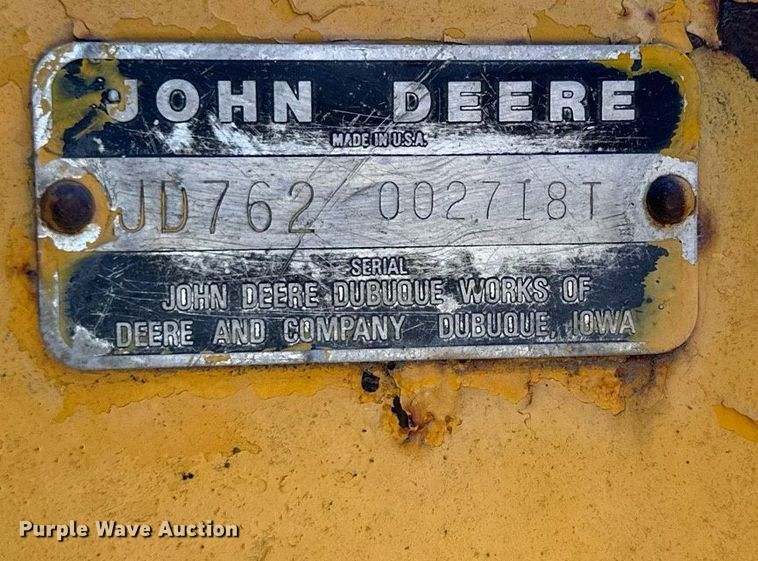 JOHN DEERE
MADE IN U.S.A.
JD762 002718T
SERIAL
JOHN DEERE DUBUQUE WORKS OF
DEERE AND COMPANY DUBUQUE, IOWA
Purple Wave Auction